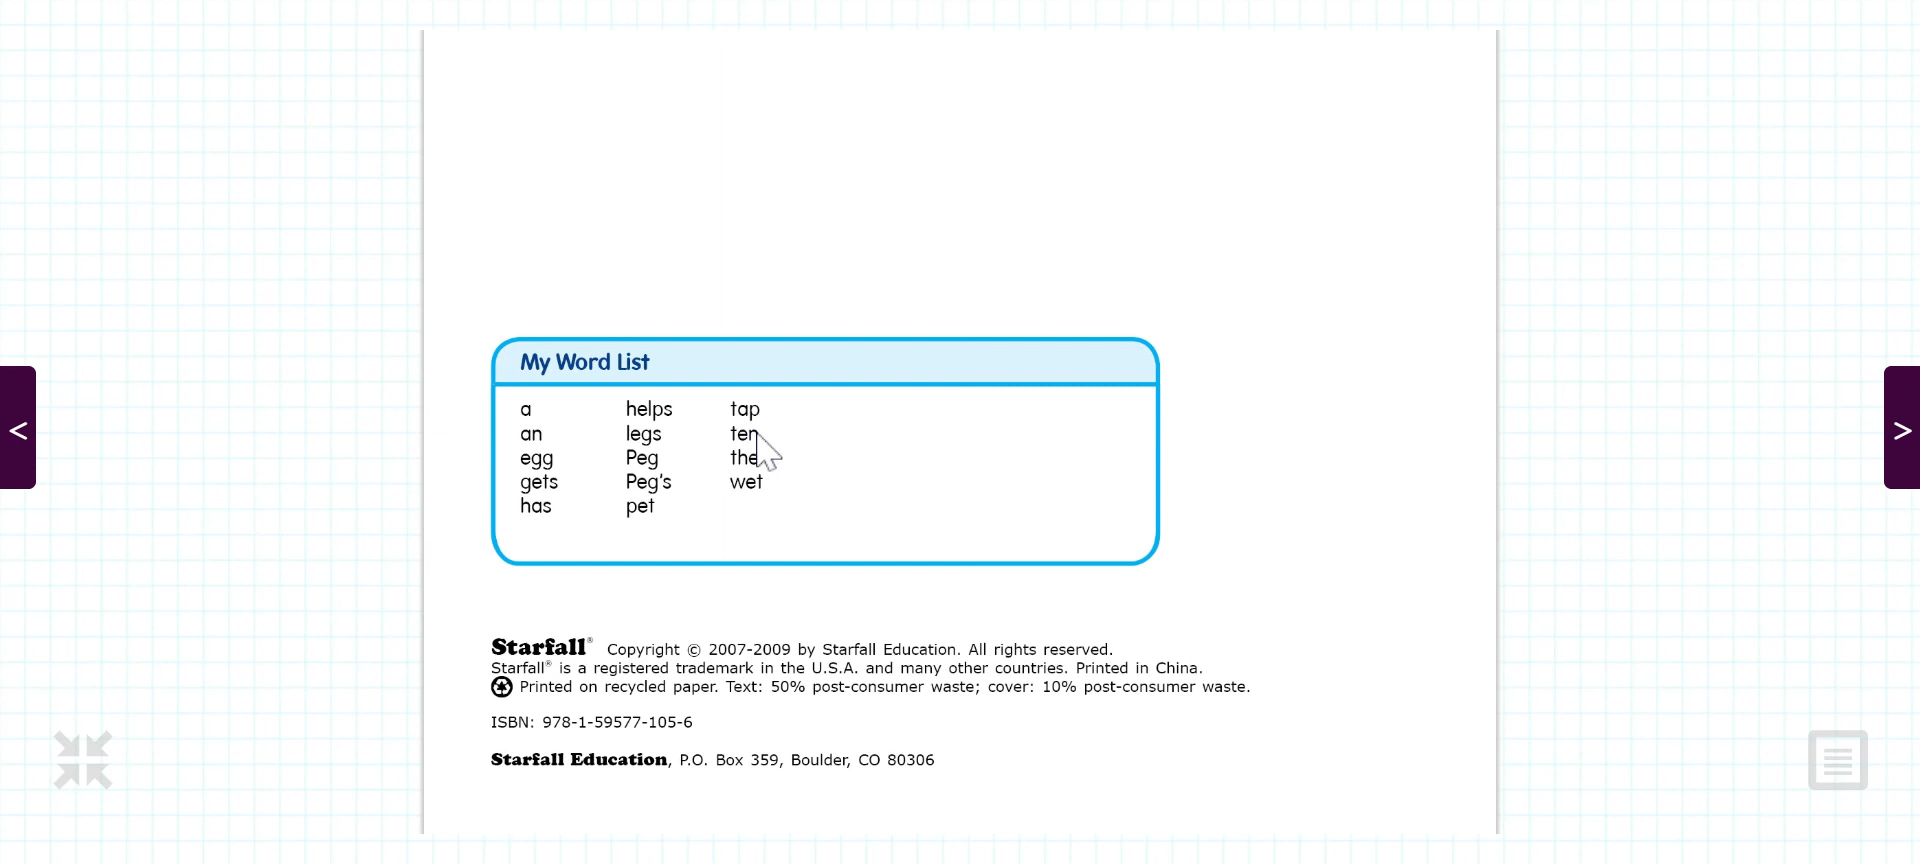 My Word List
a helps tap
an legs ten
egg Peg the
gets Peg's wet
has pet
< >
Starfall® Copyright © 2007-2009 by Starfall Education. All rights reserved.
Starfall® is a registered trademark in the U.S.A. and many other countries. Printed in China.
Printed on recycled paper. Text: 50% post-consumer waste; cover: 10% post-consumer waste.
ISBN: 978-1-59577-105-6
Starfall Education, P.O. Box 359, Boulder, CO 80306